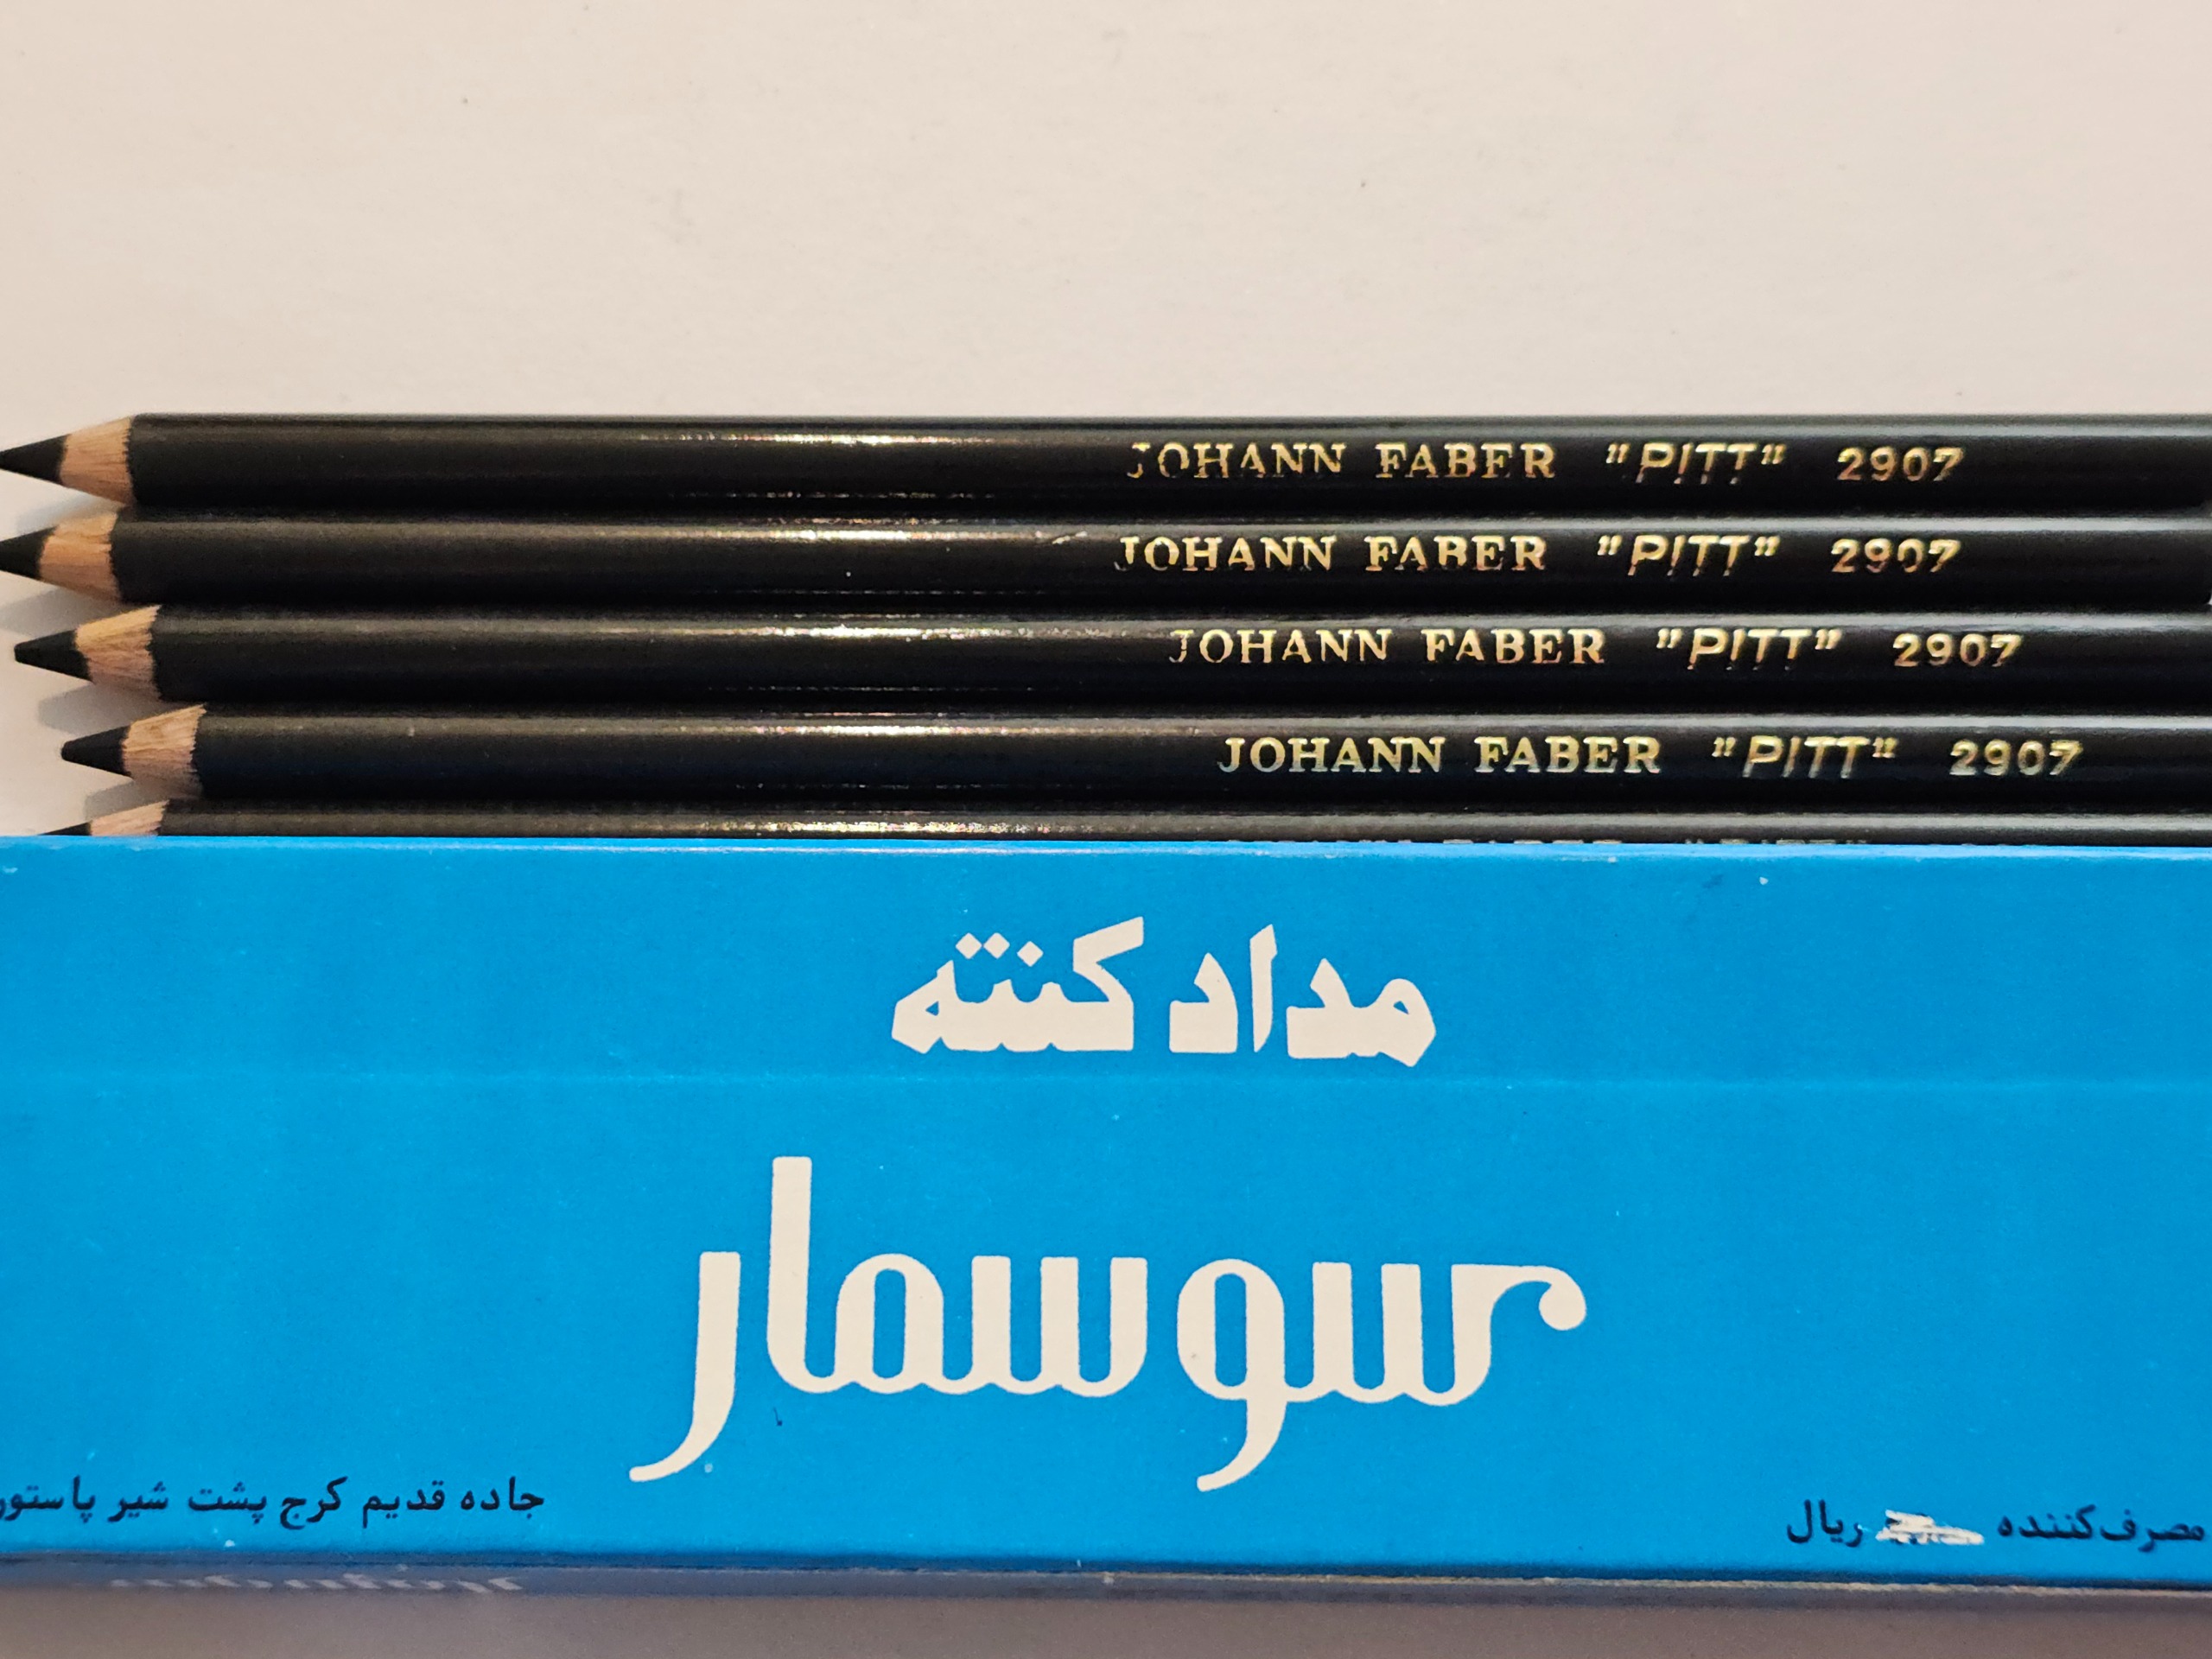 JOHANN FABER "PITT" 2907
JOHANN FABER "PITT" 2907
JOHANN FABER "PITT" 2907
JOHANN FABER "PITT" 2907
مداد کنته
سوسمار
مصرف‌کننده ریال
جاده قدیم کرج پشت شیر